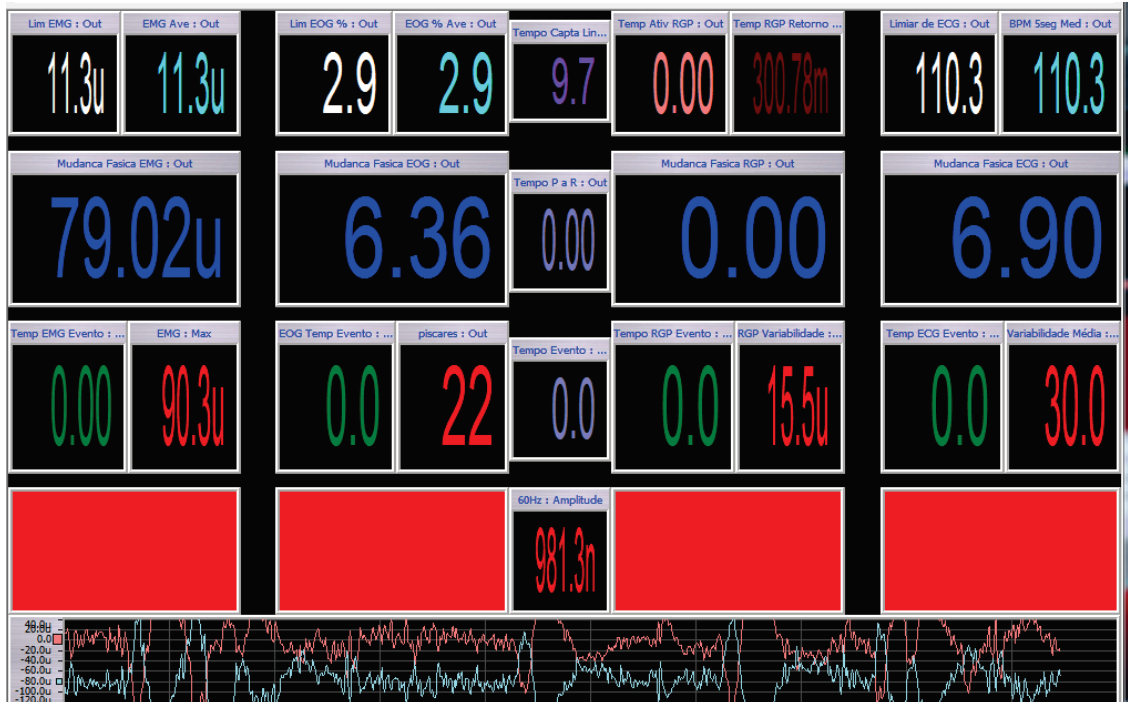 Lim EMG : Out
EMG Ave : Out
Lim EOG % : Out
EOG % Ave : Out
Tempo Capta Lin...
Temp Ativ RGP : Out
Temp RGP Retorno ...
Limiar de ECG : Out
BPM 5seg Med : Out
11.3u
11.3u
2.9
2.9
9.7
0.00
300.78m
110.3
110.3
Mudanca Fasica EMG : Out
Mudanca Fasica EOG : Out
Tempo P a R : Out
Mudanca Fasica RGP : Out
Mudanca Fasica ECG : Out
79.02u
6.36
0.00
0.00
6.90
Temp EMG Evento : ...
EMG : Max
EOG Temp Evento : ...
piscares : Out
Tempo Evento : ...
Tempo RGP Evento : ...
RGP Variabilidade :...
Temp ECG Evento : ...
Variabilidade Média :...
0.00
90.3u
0.0
22
0.0
0.0
15.5u
0.0
30.0
60Hz : Amplitude
981.3n
40.0u
20.0u
0.0
-20.0u
-40.0u
-60.0u
-80.0u
-100.0u
-120.0u